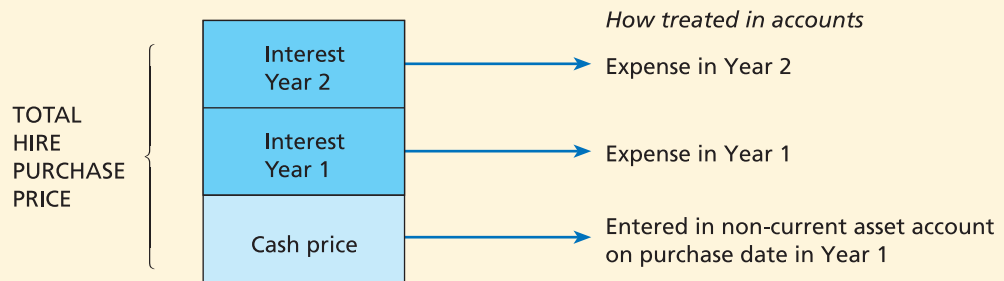 How treated in accounts
TOTAL
HIRE
PURCHASE
PRICE
Interest
Year 2
Expense in Year 2
Interest
Year 1
Expense in Year 1
Cash price
Entered in non-current asset account
on purchase date in Year 1